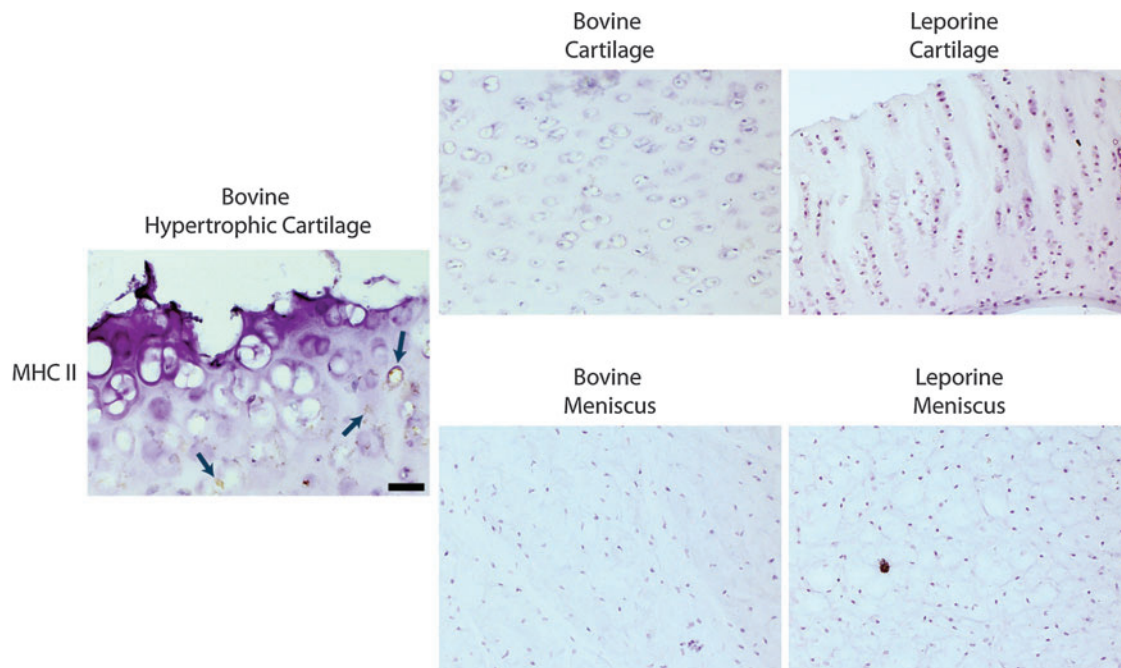 Bovine
Cartilage
Leporine
Cartilage
Bovine
Hypertrophic Cartilage
MHC II
Bovine
Meniscus
Leporine
Meniscus